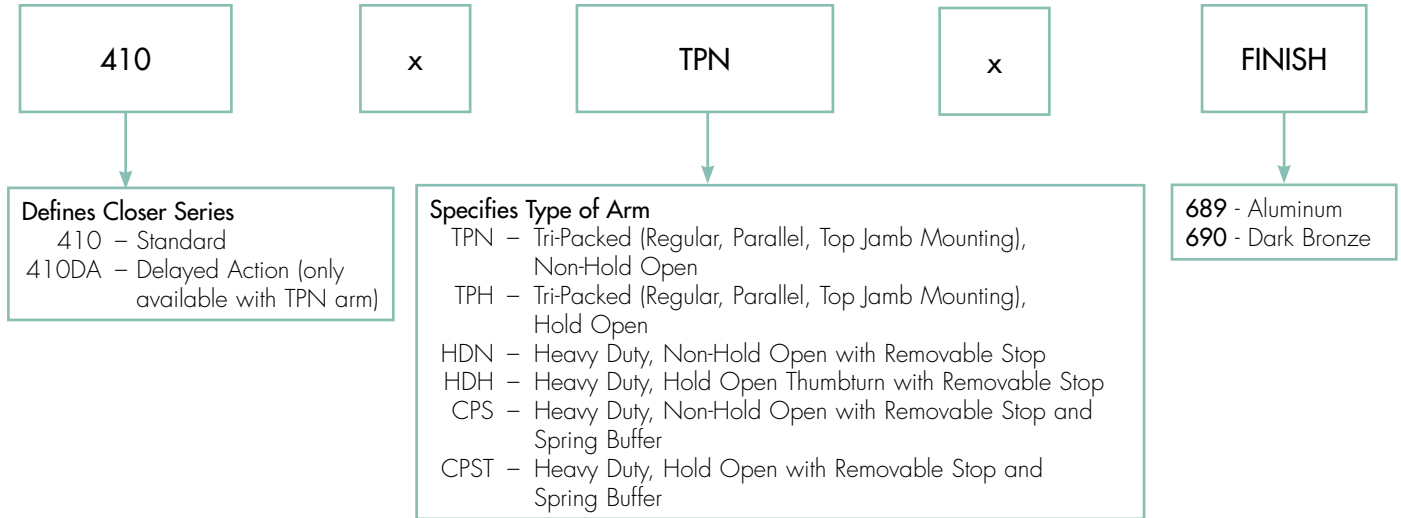 410 x TPN x FINISH
Defines Closer Series
410 – Standard
410DA – Delayed Action (only
available with TPN arm)
Specifies Type of Arm
TPN – Tri-Packed (Regular, Parallel, Top Jamb Mounting),
Non-Hold Open
TPH – Tri-Packed (Regular, Parallel, Top Jamb Mounting),
Hold Open
HDN – Heavy Duty, Non-Hold Open with Removable Stop
HDH – Heavy Duty, Hold Open Thumbturn with Removable Stop
CPS – Heavy Duty, Non-Hold Open with Removable Stop and
Spring Buffer
CPST – Heavy Duty, Hold Open with Removable Stop and
Spring Buffer
689 - Aluminum
690 - Dark Bronze